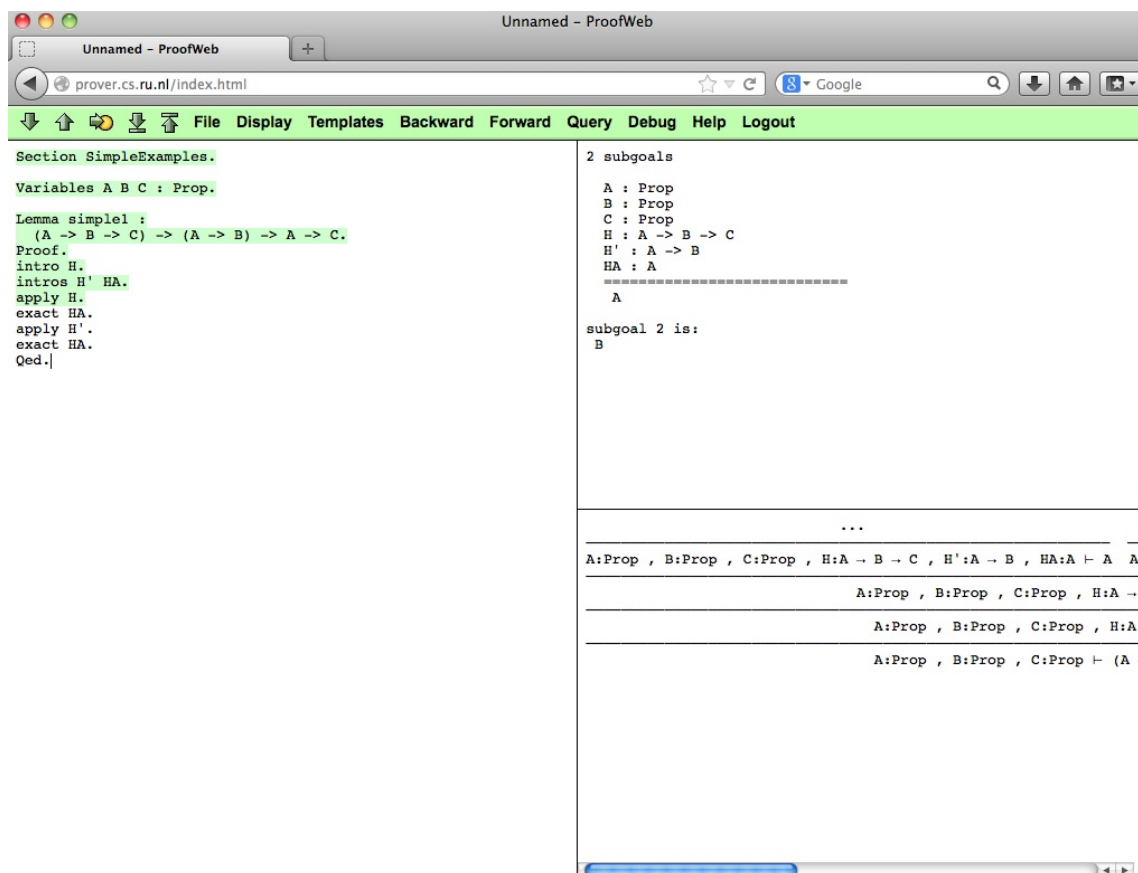 Unnamed - ProofWeb
Unnamed - ProofWeb
prover.cs.ru.nl/index.html
Google
File Display Templates Backward Forward Query Debug Help Logout
Section SimpleExamples.
Variables A B C : Prop.
Lemma simple1 :
(A -> B -> C) -> (A -> B) -> A -> C.
Proof.
intro H.
intros H' HA.
apply H.
exact HA.
apply H'.
exact HA.
Qed.
2 subgoals
A : Prop
B : Prop
C : Prop
H : A -> B -> C
H' : A -> B
HA : A
============================
A
subgoal 2 is:
B
...
A:Prop , B:Prop , C:Prop , H:A → B → C , H':A → B , HA:A ⊢ A A
A:Prop , B:Prop , C:Prop , H:A →
A:Prop , B:Prop , C:Prop , H:A
A:Prop , B:Prop , C:Prop ⊢ (A